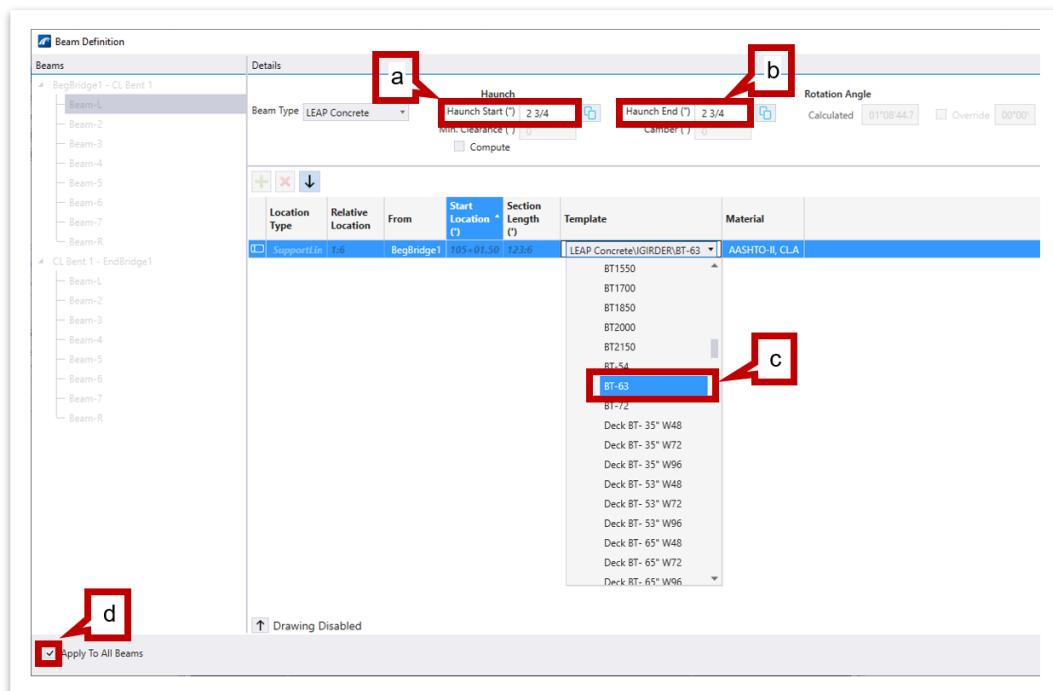 Beam Definition
Beams
Details
BegBridge1 - CL Bent 1
Beam-L
Beam-2
Beam-3
Beam-4
Beam-5
Beam-6
Beam-7
Beam-R
CL Bent 1 - EndBridge1
Beam-L
Beam-2
Beam-3
Beam-4
Beam-5
Beam-6
Beam-7
Beam-R
a
b
Haunch
Rotation Angle
Beam Type LEAP Concrete
Haunch Start (") 2 3/4
Haunch End (") 2 3/4
Calculated 01°08'44.7
Override 00°00'
Min. Clearance (') 0
Camber (') 0
Compute
Location Type
Relative Location
From
Start Location (')
Section Length (')
Template
Material
SupportLin 1:6 BegBridge1 105+01.50 123:6 LEAP Concrete\IGIRDER\BT-63 AASHTO-II, CL.A
BT1550
BT1700
BT1850
BT2000
BT2150
BT-54
BT-63
c
BT-72
Deck BT- 35" W48
Deck BT- 35" W72
Deck BT- 35" W96
Deck BT- 53" W48
Deck BT- 53" W72
Deck BT- 53" W96
Deck BT- 65" W48
Deck BT- 65" W72
Deck BT- 65" W96
Drawing Disabled
d
Apply To All Beams